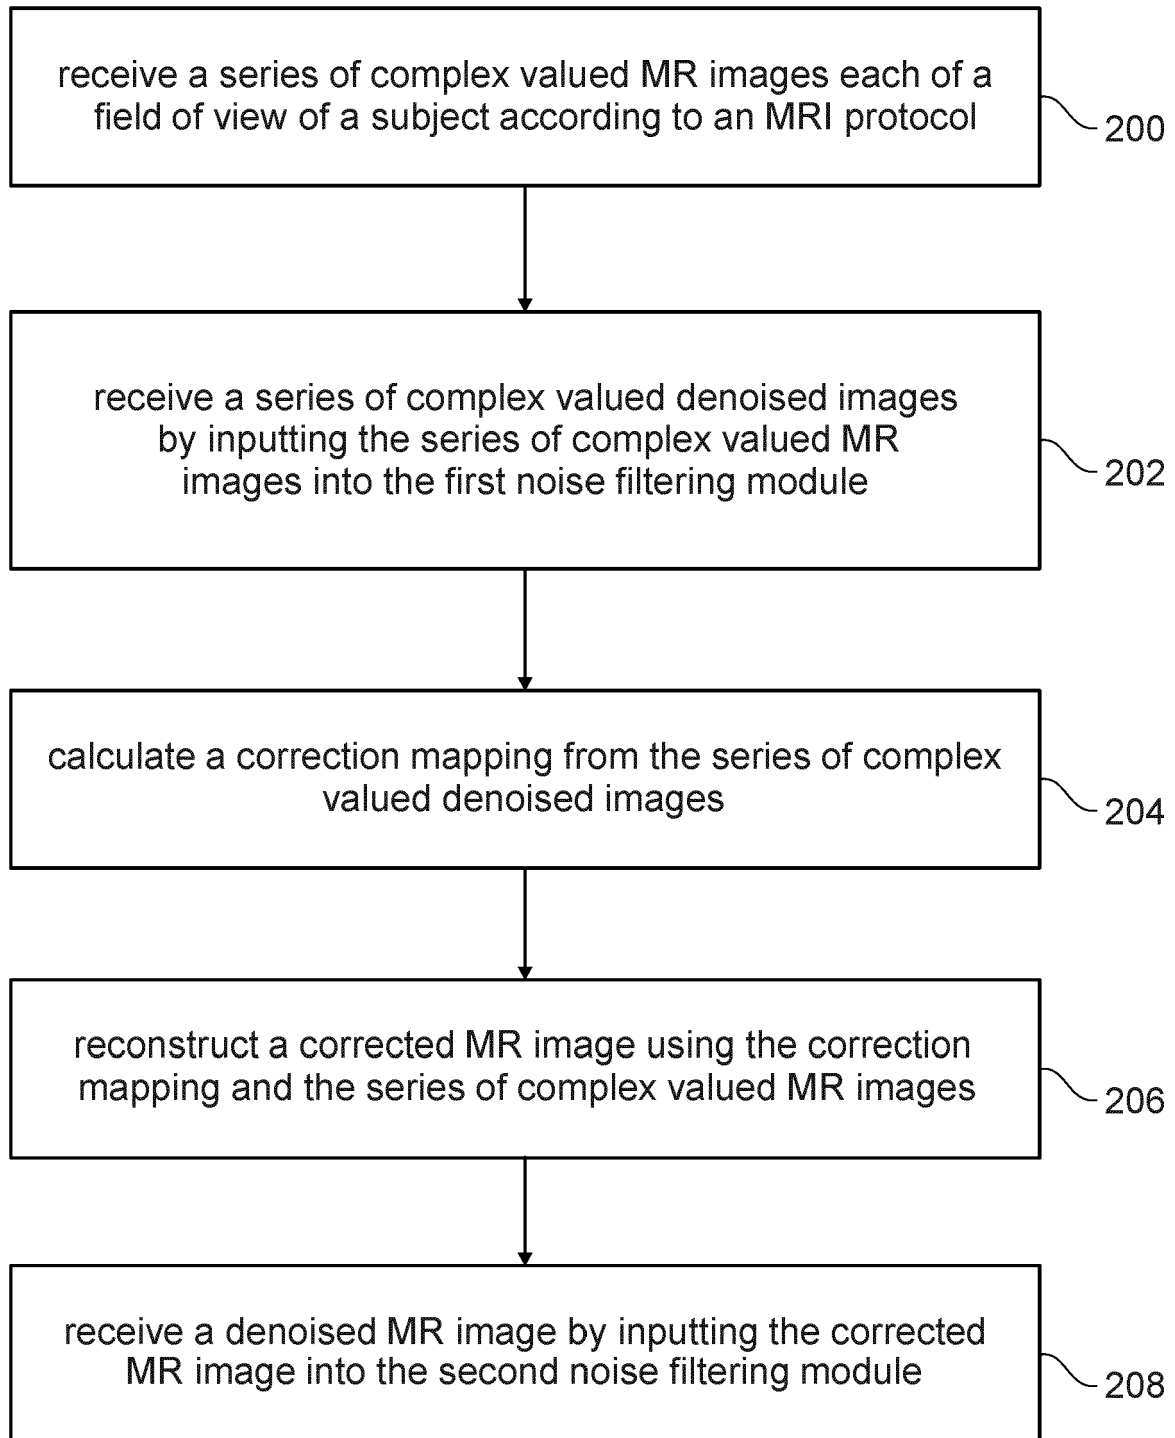 receive a series of complex valued MR images each of a
field of view of a subject according to an MRI protocol
200
receive a series of complex valued denoised images
by inputting the series of complex valued MR
images into the first noise filtering module
202
calculate a correction mapping from the series of complex
valued denoised images
204
reconstruct a corrected MR image using the correction
mapping and the series of complex valued MR images
206
receive a denoised MR image by inputting the corrected
MR image into the second noise filtering module
208